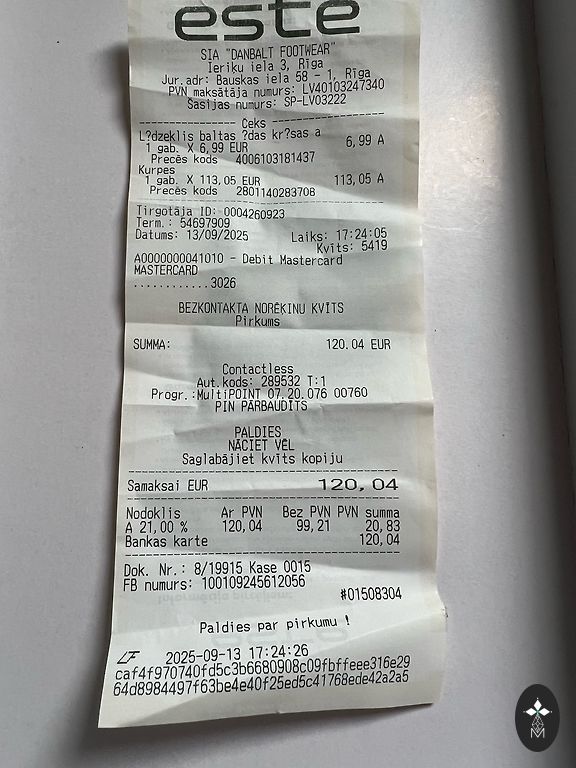 este
SIA "DANBALT FOOTWEAR"
Ieriķu iela 3, Rīga
Jur.adr: Bauskas iela 58 - 1, Rīga
PVN maksātāja numurs: LV40103247340
Šasijas numurs: SP-LV03222
Čeks
L?dzeklis baltas ?das kr?sas a
1 gab. X 6,99 EUR 6,99 A
Preces kods 4006103181437
Kurpes
1 gab. X 113,05 EUR 113,05 A
Preces kods 2801140283708
Tirgotāja ID: 0004260923
Term.: 54697909
Datums: 13/09/2025 Laiks: 17:24:05
Kvīts: 5419
A0000000041010 - Debit Mastercard
MASTERCARD
............3026
BEZKONTAKTA NORĒĶINU KVĪTS
Pirkums
SUMMA: 120.04 EUR
Contactless
Aut.kods: 289532 T:1
Progr.:MultiPOINT 07.20.076 00760
PIN PĀRBAUDĪTS
PALDIES
NĀCIET VĒL
Saglabājiet kvīts kopiju
Samaksai EUR 120,04
Nodoklis Ar PVN Bez PVN PVN summa
A 21,00 % 120,04 99,21 20,83
Bankas karte 120,04
Dok. Nr.: 8/19915 Kase 0015
FB numurs: 100109245612056
#01508304
Paldies par pirkumu !
LF 2025-09-13 17:24:26
caf4f970740fd5c3b6680908c09fbffeee316e29
64d8984497f63be4e40f25ed5c41768ede42a2a5
M